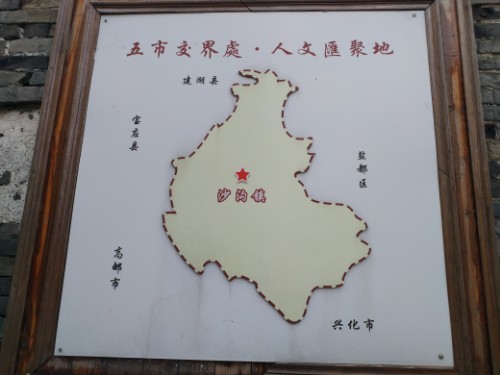 五市交界處·人文匯聚地
建湖县
宝应县
盐都区
沙沟镇
高邮市
兴化市